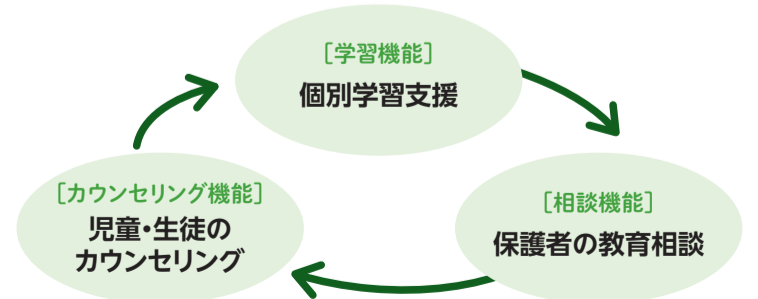 ［学習機能］
個別学習支援
［カウンセリング機能］
児童・生徒の
カウンセリング
［相談機能］
保護者の教育相談